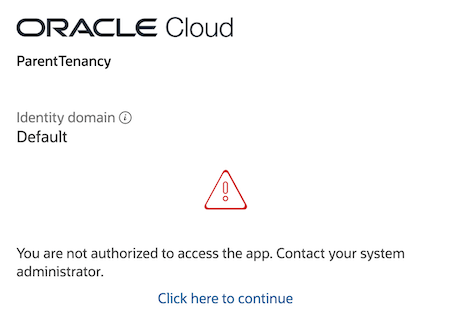 ORACLE Cloud
ParentTenancy
Identity domain
Default
You are not authorized to access the app. Contact your system
administrator.
Click here to continue